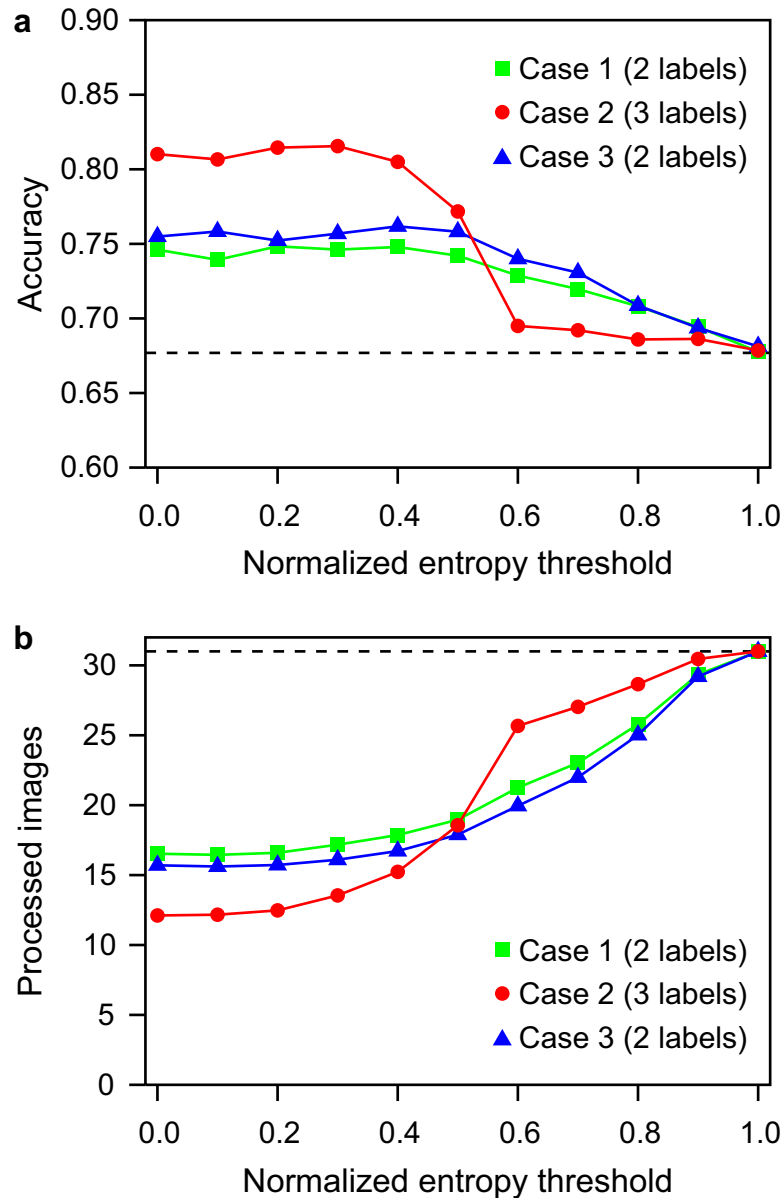 a
0.90
0.85
0.80
0.75
0.70
0.65
0.60
Accuracy
Case 1 (2 labels)
Case 2 (3 labels)
Case 3 (2 labels)
0.0 0.2 0.4 0.6 0.8 1.0
Normalized entropy threshold
b
30
25
20
15
10
5
0
Processed images
Case 1 (2 labels)
Case 2 (3 labels)
Case 3 (2 labels)
0.0 0.2 0.4 0.6 0.8 1.0
Normalized entropy threshold